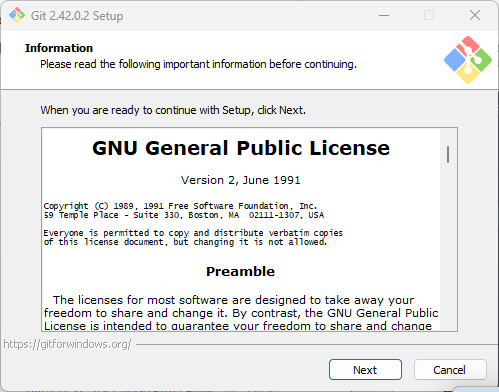 Git 2.42.0.2 Setup
Information
Please read the following important information before continuing.
When you are ready to continue with Setup, click Next.
GNU General Public License
Version 2, June 1991
Copyright (C) 1989, 1991 Free Software Foundation, Inc.
59 Temple Place - Suite 330, Boston, MA  02111-1307, USA
Everyone is permitted to copy and distribute verbatim copies
of this license document, but changing it is not allowed.
Preamble
The licenses for most software are designed to take away your
freedom to share and change it. By contrast, the GNU General Public
License is intended to guarantee your freedom to share and change
https://gitforwindows.org/
Next
Cancel